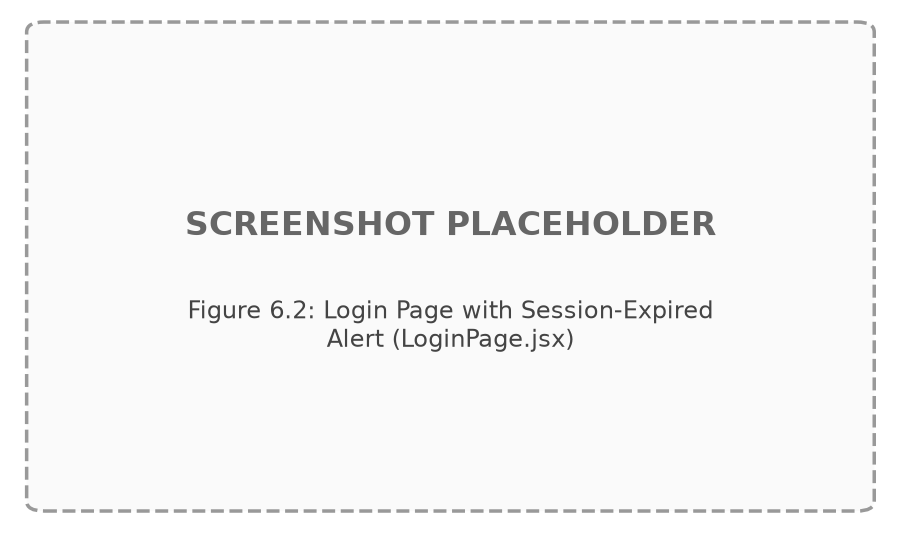 SCREENSHOT PLACEHOLDER
Figure 6.2: Login Page with Session-Expired
Alert (LoginPage.jsx)